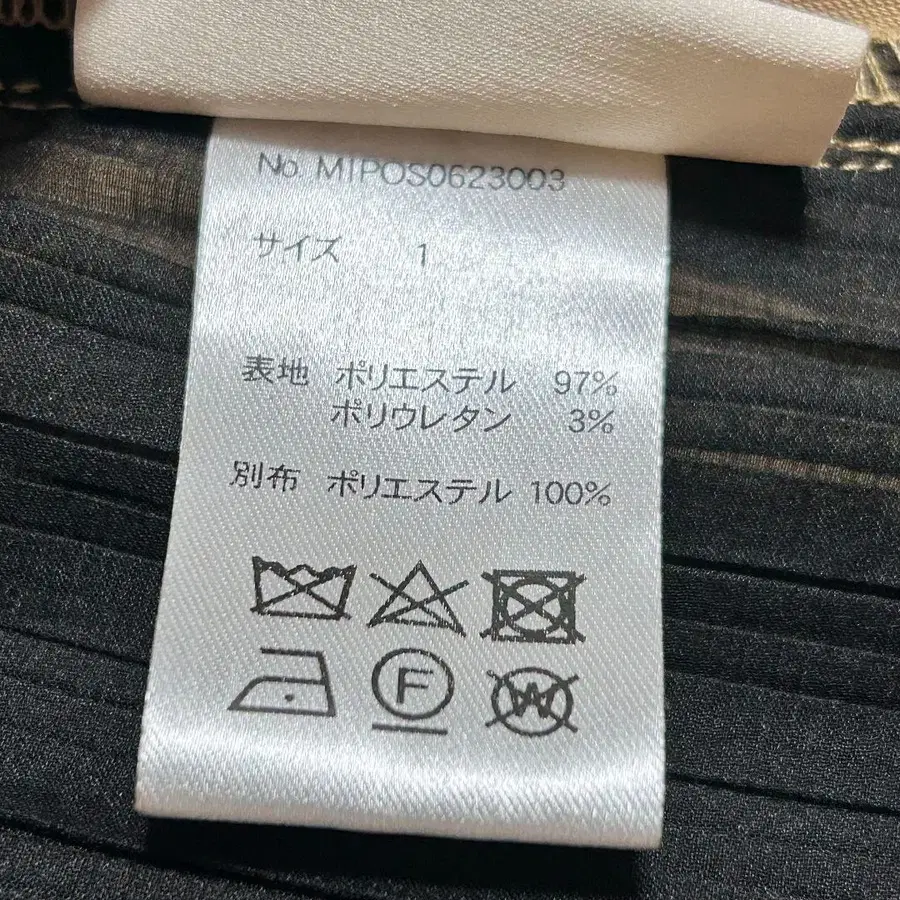 No. MIPOS0623003
サイズ 1
表地 ポリエステル 97%
ポリウレタン 3%
別布 ポリエステル 100%
F W